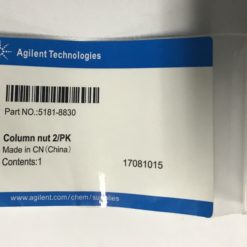 Agilent Technologies
Part NO.:5181-8830
Column nut 2/PK
Made in CN(China)
Contents:1 17081015
www.agilent.com/chem/supplies